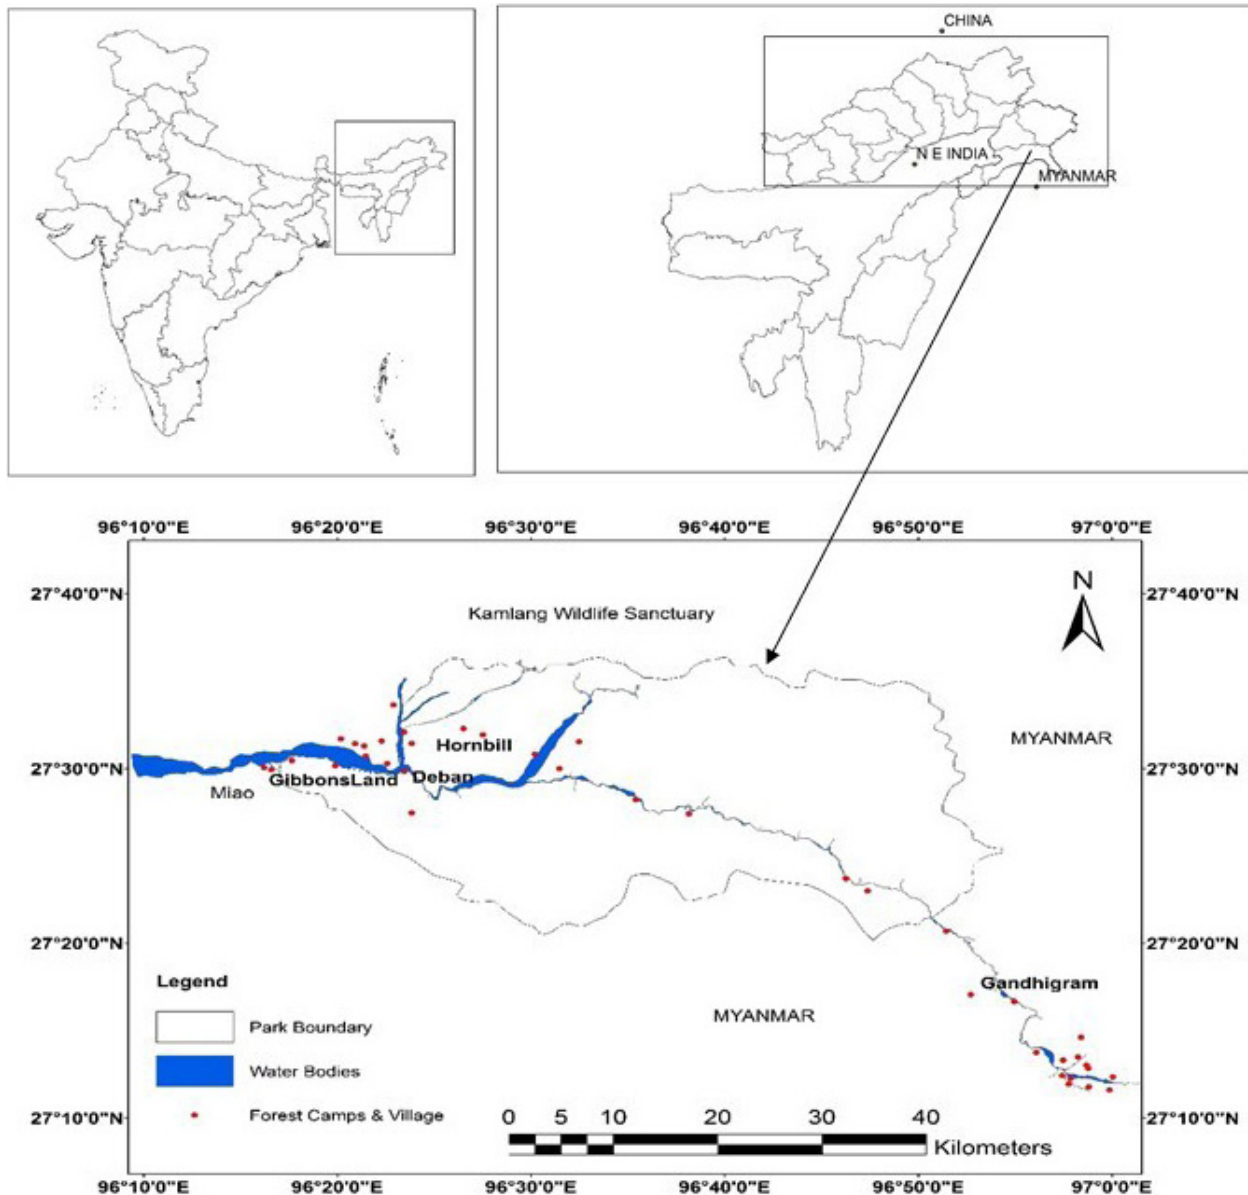 CHINA
N E INDIA
MYANMAR
96°10'0"E 96°20'0"E 96°30'0"E 96°40'0"E 96°50'0"E 97°0'0"E
27°40'0"N 27°40'0"N
N
Kamlang Wildlife Sanctuary
MYANMAR
Hornbill
27°30'0"N 27°30'0"N
GibbonsLand Deban
Miao
27°20'0"N 27°20'0"N
Gandhigram
MYANMAR
Legend
Park Boundary
Water Bodies
Forest Camps & Village
27°10'0"N 27°10'0"N
0 5 10 20 30 40
Kilometers
96°10'0"E 96°20'0"E 96°30'0"E 96°40'0"E 96°50'0"E 97°0'0"E